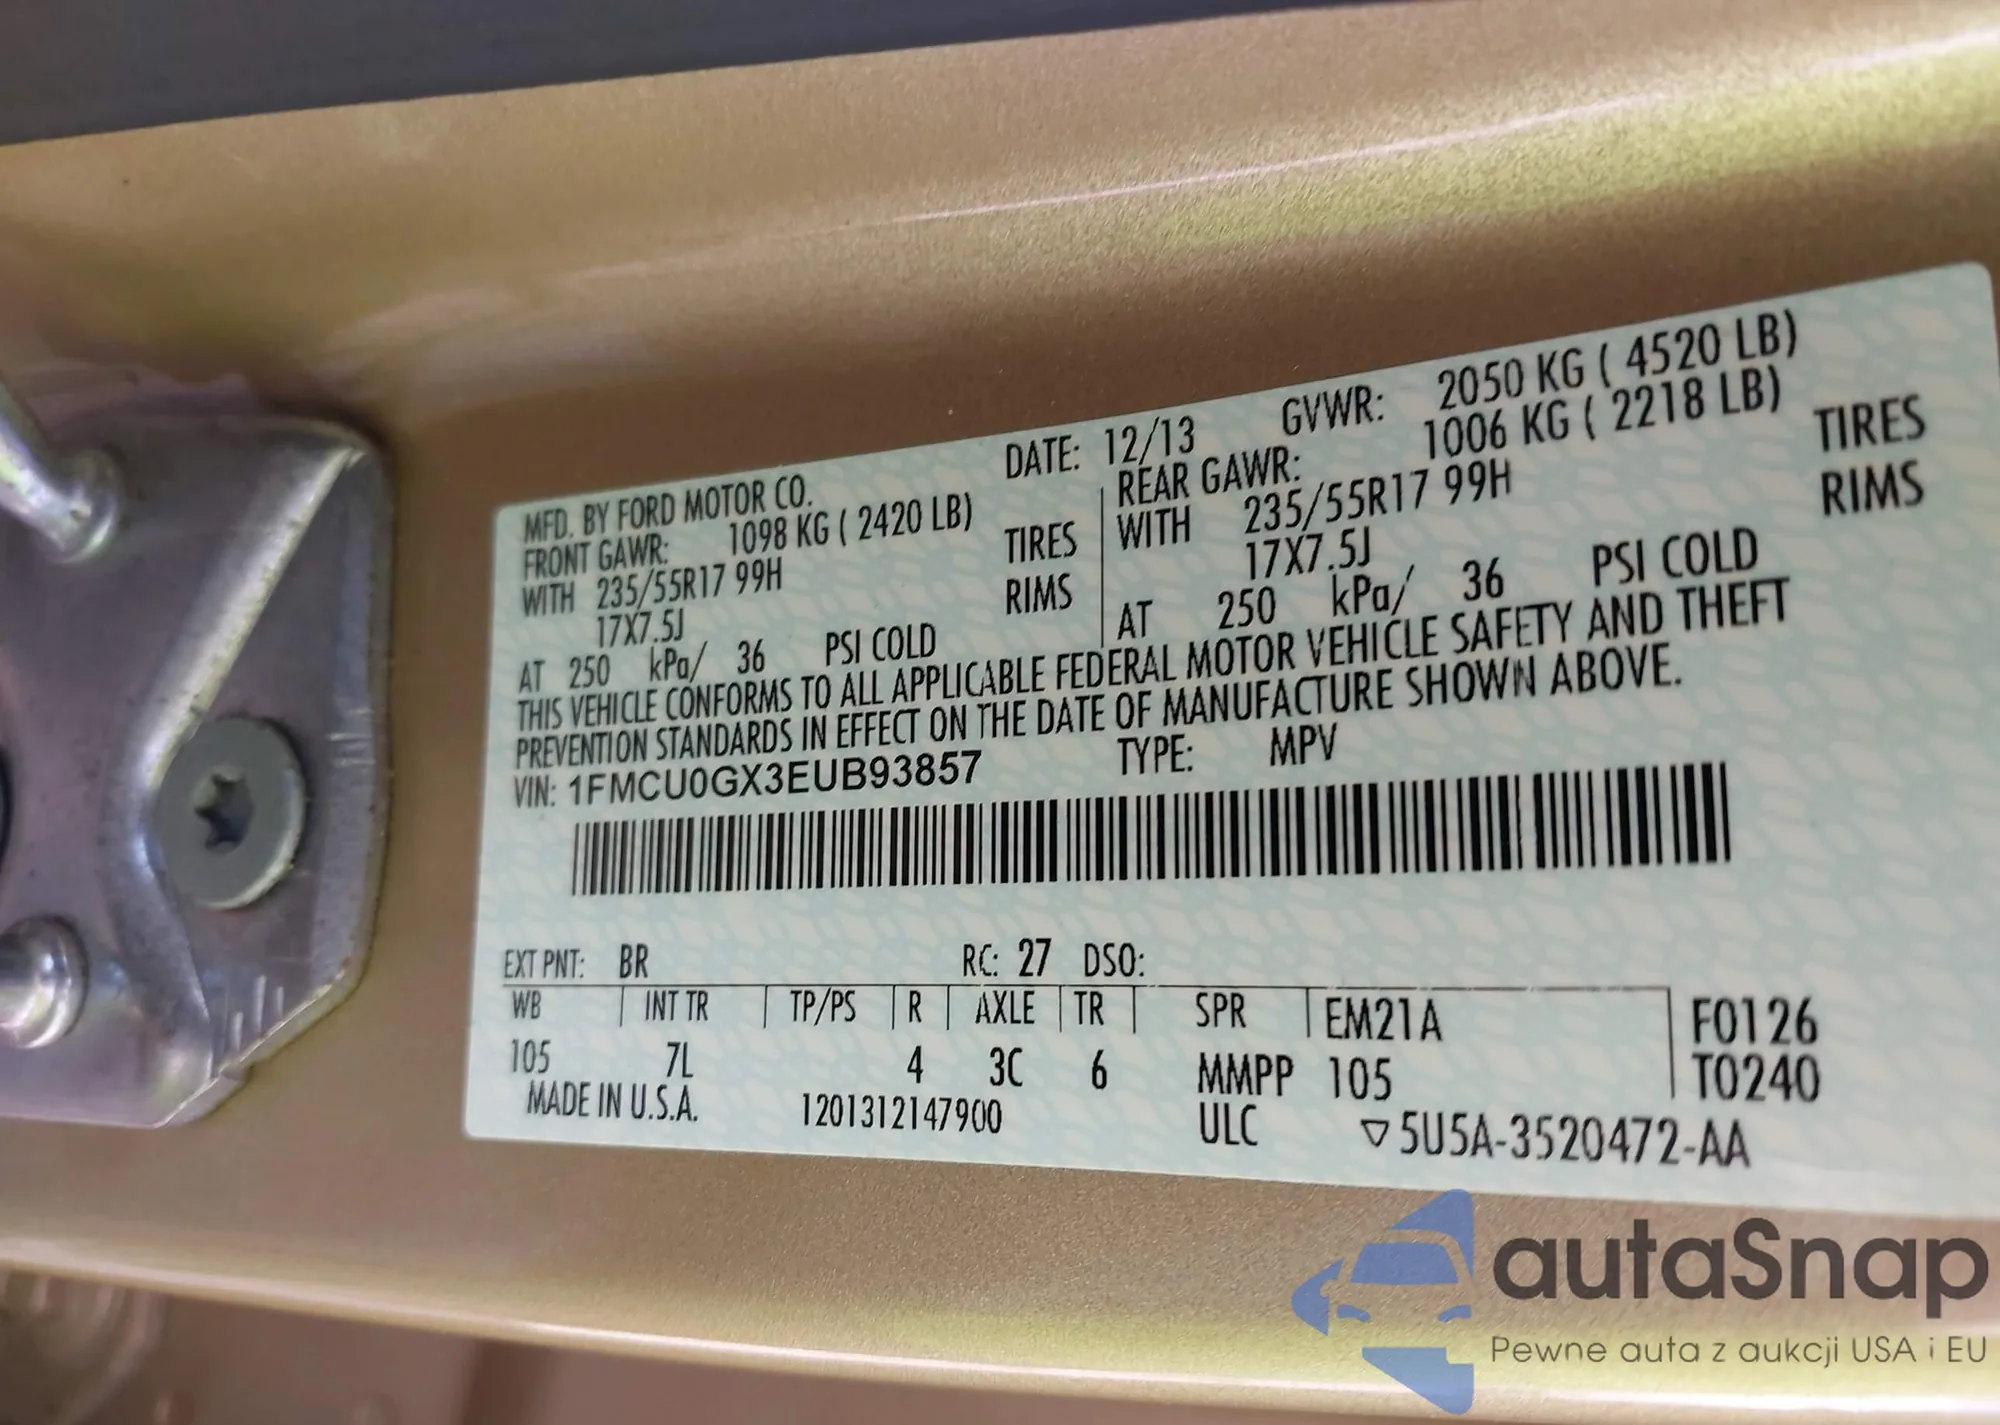 MFD. BY FORD MOTOR CO. DATE: 12/13 GVWR: 2050 KG ( 4520 LB)
FRONT GAWR: 1098 KG ( 2420 LB) REAR GAWR: 1006 KG ( 2218 LB)
WITH 235/55R17 99H TIRES WITH 235/55R17 99H TIRES
17X7.5J RIMS 17X7.5J RIMS
AT 250 kPa/ 36 PSI COLD AT 250 kPa/ 36 PSI COLD
THIS VEHICLE CONFORMS TO ALL APPLICABLE FEDERAL MOTOR VEHICLE SAFETY AND THEFT
PREVENTION STANDARDS IN EFFECT ON THE DATE OF MANUFACTURE SHOWN ABOVE.
VIN: 1FMCU0GX3EUB93857 TYPE: MPV
EXT PNT: BR RC: 27 DSO:
WB INT TR TP/PS R AXLE TR SPR EM21A F0126
105 7L 4 3C 6 MMPP 105 T0240
MADE IN U.S.A. 1201312147900 ULC ▽5U5A-3520472-AA
autaSnap
Pewne auta z aukcji USA i EU